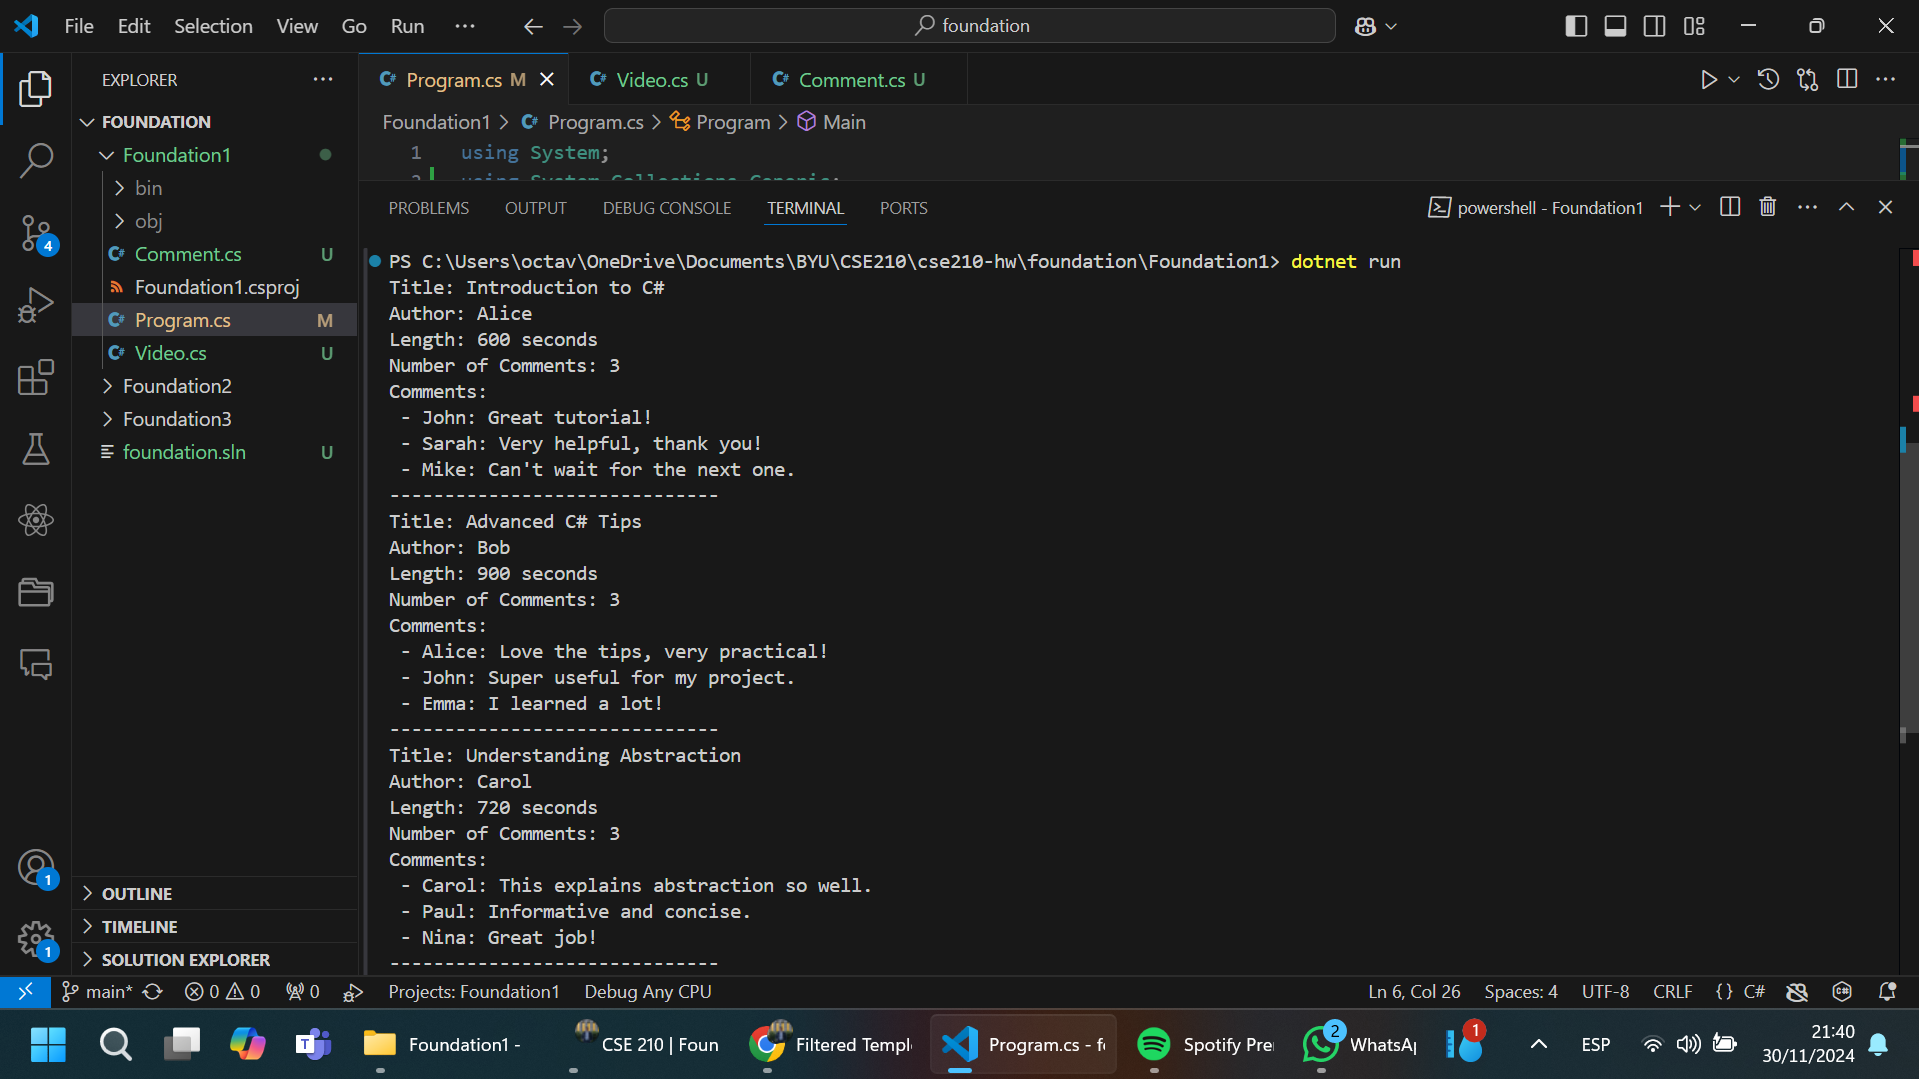 File Edit Selection View Go Run ··· foundation
EXPLORER ···
FOUNDATION
Foundation1
bin
obj
Comment.cs U
Foundation1.csproj
Program.cs M
Video.cs U
Foundation2
Foundation3
foundation.sln U
OUTLINE
TIMELINE
SOLUTION EXPLORER
4
1
1
Program.cs M Video.cs U Comment.cs U
Foundation1 > Program.cs > Program > Main
1 using System;
2 using System.Collections.Generic;
PROBLEMS OUTPUT DEBUG CONSOLE TERMINAL PORTS powershell - Foundation1
PS C:\Users\octav\OneDrive\Documents\BYU\CSE210\cse210-hw\foundation\Foundation1> dotnet run
Title: Introduction to C#
Author: Alice
Length: 600 seconds
Number of Comments: 3
Comments:
- John: Great tutorial!
- Sarah: Very helpful, thank you!
- Mike: Can't wait for the next one.
------------------------------
Title: Advanced C# Tips
Author: Bob
Length: 900 seconds
Number of Comments: 3
Comments:
- Alice: Love the tips, very practical!
- John: Super useful for my project.
- Emma: I learned a lot!
------------------------------
Title: Understanding Abstraction
Author: Carol
Length: 720 seconds
Number of Comments: 3
Comments:
- Carol: This explains abstraction so well.
- Paul: Informative and concise.
- Nina: Great job!
------------------------------
main* 0 0 0 Projects: Foundation1 Debug Any CPU Ln 6, Col 26 Spaces: 4 UTF-8 CRLF {} C#
Foundation1 - CSE 210 | Foun Filtered Templ Program.cs - f Spotify Pre 2 WhatsA 1 ESP 21:40
30/11/2024